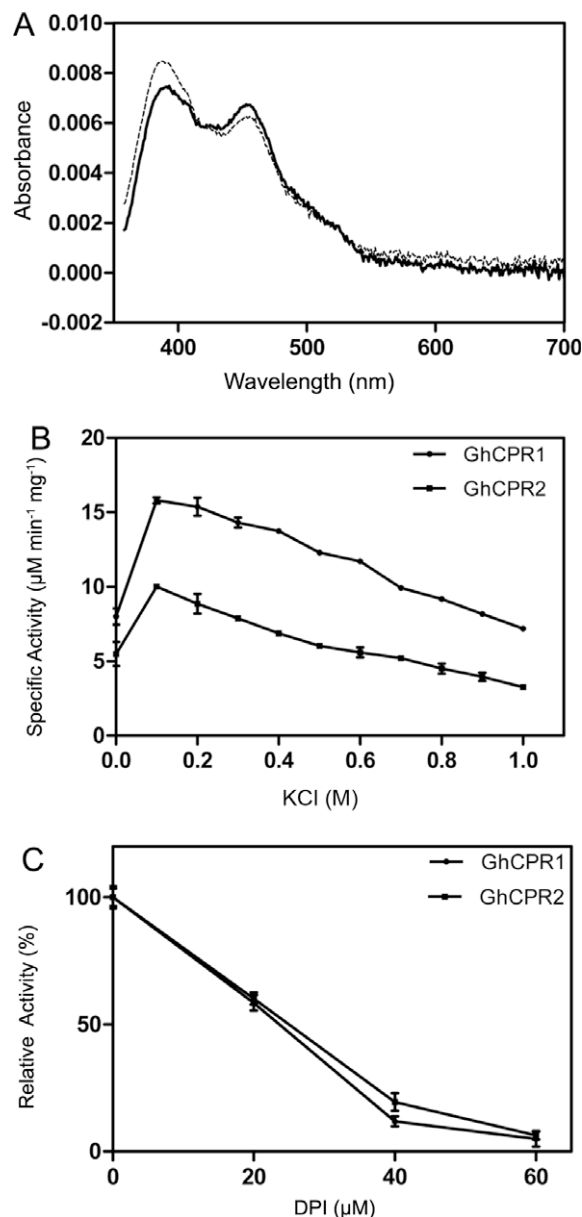 A
0.010
0.008
0.006
0.004
0.002
0.000
-0.002
Absorbance
400
500
600
700
Wavelength (nm)
B
20
15
10
5
0
Specific Activity (µM min⁻¹ mg⁻¹)
GhCPR1
GhCPR2
0.0
0.2
0.4
0.6
0.8
1.0
KCl (M)
C
100
50
0
Relative Activity (%)
GhCPR1
GhCPR2
0
20
40
60
DPI (µM)